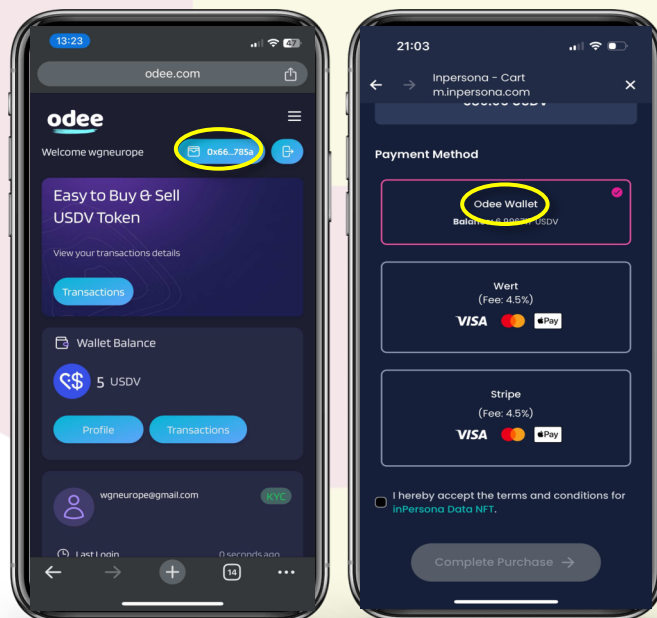 13:23
47
odee.com
odee
Welcome wgneurope
0x66...785a
Easy to Buy & Sell
USDV Token
View your transactions details
Transactions
Wallet Balance
5 USDV
Profile
Transactions
wgneurope@gmail.com
KYC
Last Login
0 seconds ago
14
21:03
Inpersona - Cart
m.inpersona.com
USDV
Payment Method
Odee Wallet
Balance:
USDV
Wert
(Fee: 4.5%)
VISA
Pay
Stripe
(Fee: 4.5%)
VISA
Pay
I hereby accept the terms and conditions for
inPersona Data NFT.
Complete Purchase →